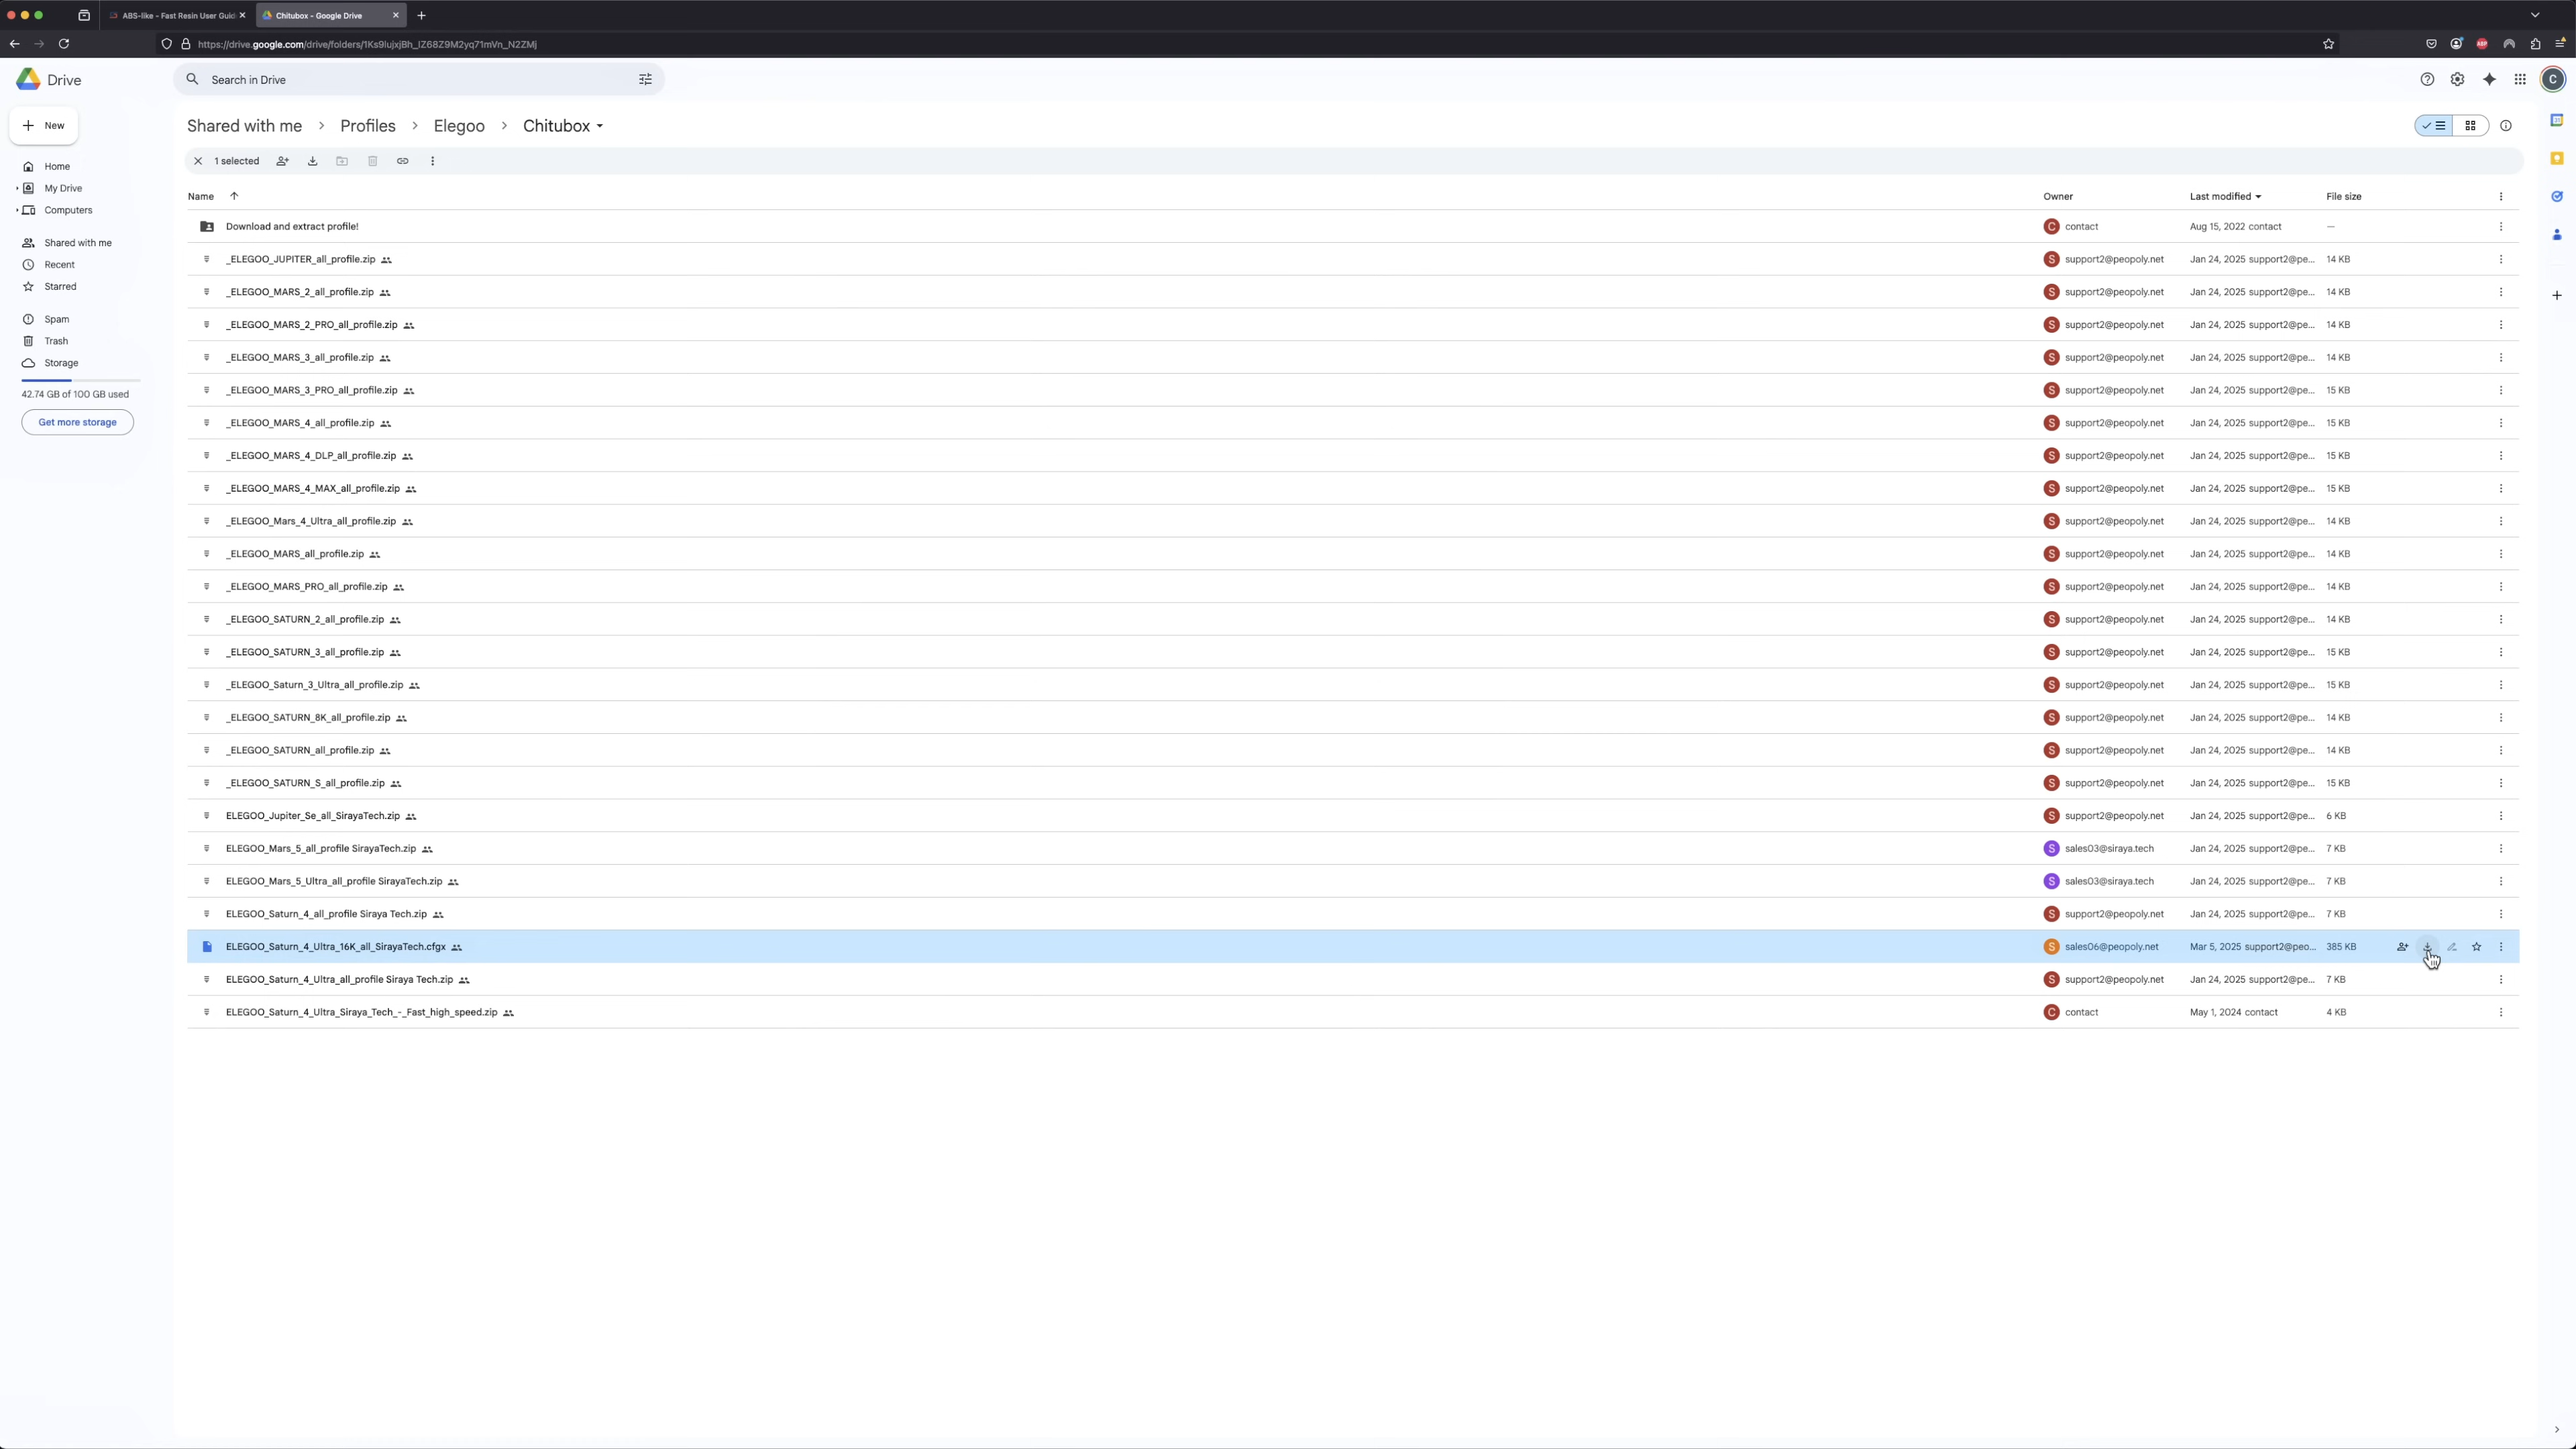 ABS-like - Fast Resin User Guid
Chitubox - Google Drive
https://drive.google.com/drive/folders/1Ks9lujxjBh_IZ68Z9M2yq71mVn_N2ZMj
Drive
Search in Drive
C
New
Home
My Drive
Computers
Shared with me
Recent
Starred
Spam
Trash
Storage
42.74 GB of 100 GB used
Get more storage
Shared with me > Profiles > Elegoo > Chitubox
1 selected
Name Owner Last modified File size
Download and extract profile! C contact Aug 15, 2022 contact —
_ELEGOO_JUPITER_all_profile.zip S support2@peopoly.net Jan 24, 2025 support2@pe... 14 KB
_ELEGOO_MARS_2_all_profile.zip S support2@peopoly.net Jan 24, 2025 support2@pe... 14 KB
_ELEGOO_MARS_2_PRO_all_profile.zip S support2@peopoly.net Jan 24, 2025 support2@pe... 14 KB
_ELEGOO_MARS_3_all_profile.zip S support2@peopoly.net Jan 24, 2025 support2@pe... 14 KB
_ELEGOO_MARS_3_PRO_all_profile.zip S support2@peopoly.net Jan 24, 2025 support2@pe... 15 KB
_ELEGOO_MARS_4_all_profile.zip S support2@peopoly.net Jan 24, 2025 support2@pe... 15 KB
_ELEGOO_MARS_4_DLP_all_profile.zip S support2@peopoly.net Jan 24, 2025 support2@pe... 15 KB
_ELEGOO_MARS_4_MAX_all_profile.zip S support2@peopoly.net Jan 24, 2025 support2@pe... 15 KB
_ELEGOO_Mars_4_Ultra_all_profile.zip S support2@peopoly.net Jan 24, 2025 support2@pe... 14 KB
_ELEGOO_MARS_all_profile.zip S support2@peopoly.net Jan 24, 2025 support2@pe... 14 KB
_ELEGOO_MARS_PRO_all_profile.zip S support2@peopoly.net Jan 24, 2025 support2@pe... 14 KB
_ELEGOO_SATURN_2_all_profile.zip S support2@peopoly.net Jan 24, 2025 support2@pe... 14 KB
_ELEGOO_SATURN_3_all_profile.zip S support2@peopoly.net Jan 24, 2025 support2@pe... 15 KB
_ELEGOO_Saturn_3_Ultra_all_profile.zip S support2@peopoly.net Jan 24, 2025 support2@pe... 15 KB
_ELEGOO_SATURN_8K_all_profile.zip S support2@peopoly.net Jan 24, 2025 support2@pe... 14 KB
_ELEGOO_SATURN_all_profile.zip S support2@peopoly.net Jan 24, 2025 support2@pe... 14 KB
_ELEGOO_SATURN_S_all_profile.zip S support2@peopoly.net Jan 24, 2025 support2@pe... 15 KB
ELEGOO_Jupiter_Se_all_SirayaTech.zip S support2@peopoly.net Jan 24, 2025 support2@pe... 6 KB
ELEGOO_Mars_5_all_profile SirayaTech.zip S sales03@siraya.tech Jan 24, 2025 support2@pe... 7 KB
ELEGOO_Mars_5_Ultra_all_profile SirayaTech.zip S sales03@siraya.tech Jan 24, 2025 support2@pe... 7 KB
ELEGOO_Saturn_4_all_profile Siraya Tech.zip S support2@peopoly.net Jan 24, 2025 support2@pe... 7 KB
ELEGOO_Saturn_4_Ultra_16K_all_SirayaTech.cfgx S sales06@peopoly.net Mar 5, 2025 support2@peo... 385 KB
ELEGOO_Saturn_4_Ultra_all_profile Siraya Tech.zip S support2@peopoly.net Jan 24, 2025 support2@pe... 7 KB
ELEGOO_Saturn_4_Ultra_Siraya_Tech_-_Fast_high_speed.zip C contact May 1, 2024 contact 4 KB